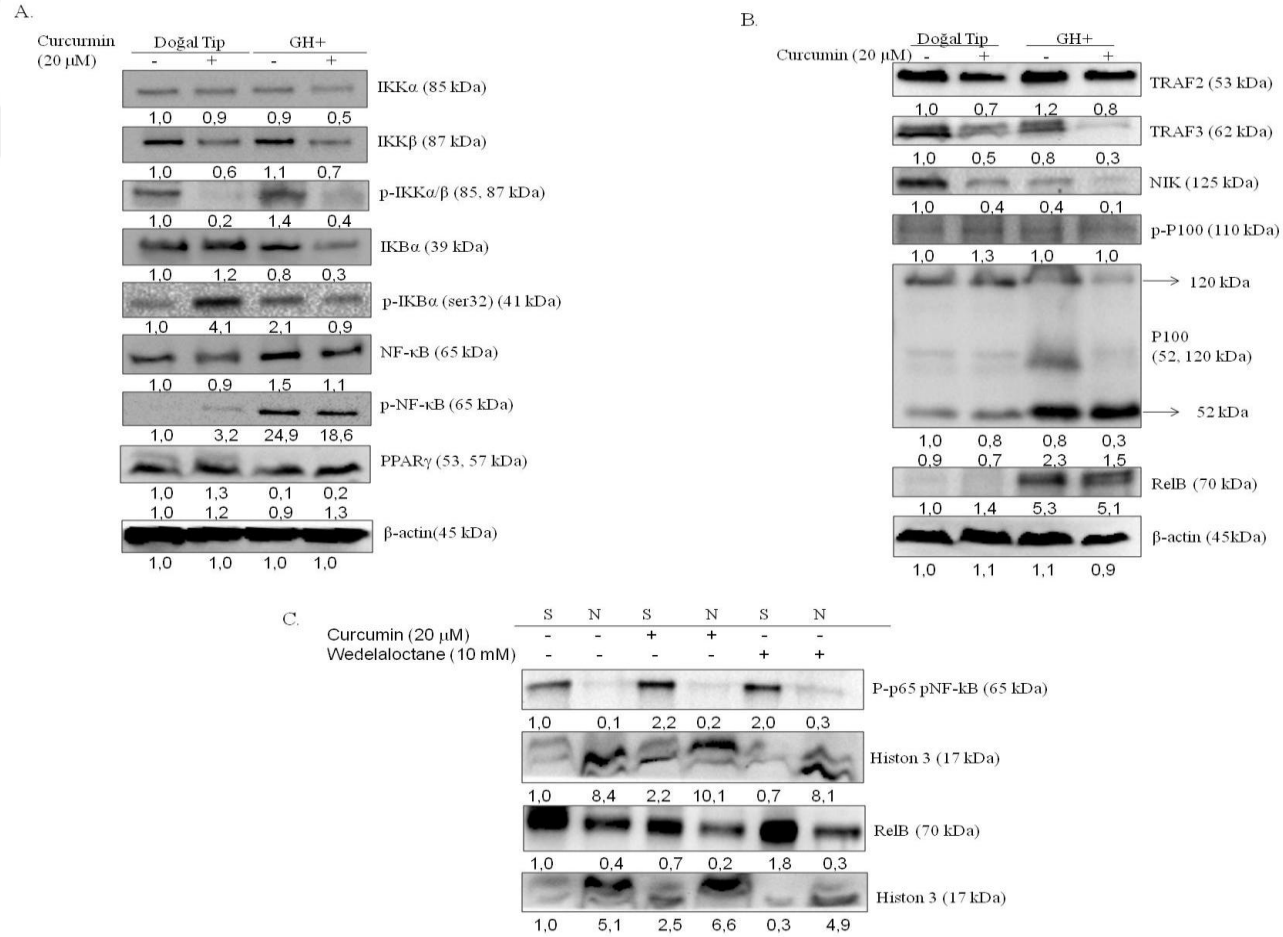 A.
Curcurmin
(20 µM)
Doğal Tip GH+
- + - +
IKKα (85 kDa)
1,0 0,9 0,9 0,5
IKKβ (87 kDa)
1,0 0,6 1,1 0,7
p-IKKα/β (85, 87 kDa)
1,0 0,2 1,4 0,4
IKBα (39 kDa)
1,0 1,2 0,8 0,3
p-IKBα (ser32) (41 kDa)
1,0 4,1 2,1 0,9
NF-κB (65 kDa)
1,0 0,9 1,5 1,1
p-NF-κB (65 kDa)
1,0 3,2 24,9 18,6
PPARγ (53, 57 kDa)
1,0 1,3 0,1 0,2
1,0 1,2 0,9 1,3
β-actin(45 kDa)
1,0 1,0 1,0 1,0
B.
Doğal Tip GH+
Curcumin (20 µM) - + - +
TRAF2 (53 kDa)
1,0 0,7 1,2 0,8
TRAF3 (62 kDa)
1,0 0,5 0,8 0,3
NIK (125 kDa)
1,0 0,4 0,4 0,1
p-P100 (110 kDa)
1,0 1,3 1,0 1,0
120 kDa
P100
(52, 120 kDa)
52 kDa
1,0 0,8 0,8 0,3
0,9 0,7 2,3 1,5
RelB (70 kDa)
1,0 1,4 5,3 5,1
β-actin (45kDa)
1,0 1,1 1,1 0,9
C.
S N S N S N
Curcumin (20 µM) - - + + - -
Wedelaloctane (10 mM) - - - - + +
P-p65 pNF-kB (65 kDa)
1,0 0,1 2,2 0,2 2,0 0,3
Histon 3 (17 kDa)
1,0 8,4 2,2 10,1 0,7 8,1
RelB (70 kDa)
1,0 0,4 0,7 0,2 1,8 0,3
Histon 3 (17 kDa)
1,0 5,1 2,5 6,6 0,3 4,9